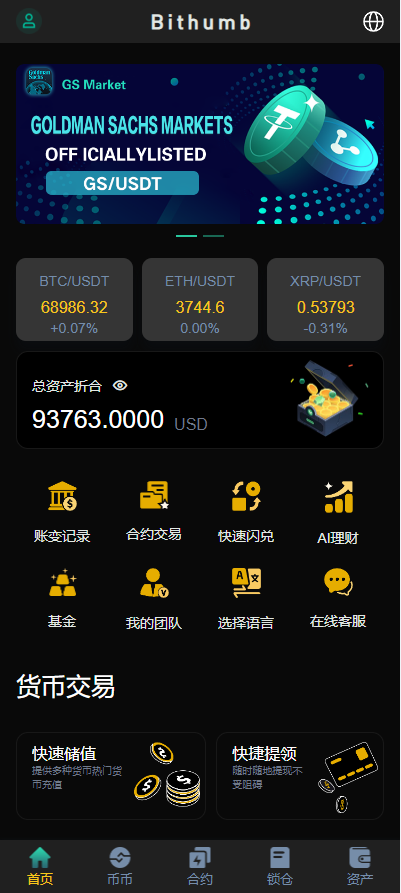 Bithumb
Goldman
Sachs
GS Market
GOLDMAN SACHS MARKETS
OFF ICIALLYLISTED
GS/USDT
BTC/USDT ETH/USDT XRP/USDT
68986.32 3744.6 0.53793
+0.07% 0.00% -0.31%
总资产折合
93763.0000 USD
账变记录 合约交易 快速闪兑 AI理财
基金 我的团队 选择语言 在线客服
货币交易
快速储值 快捷提领
提供多种货币热门货 随时随地提现不
币充值 受阻碍
首页 币币 合约 锁仓 资产